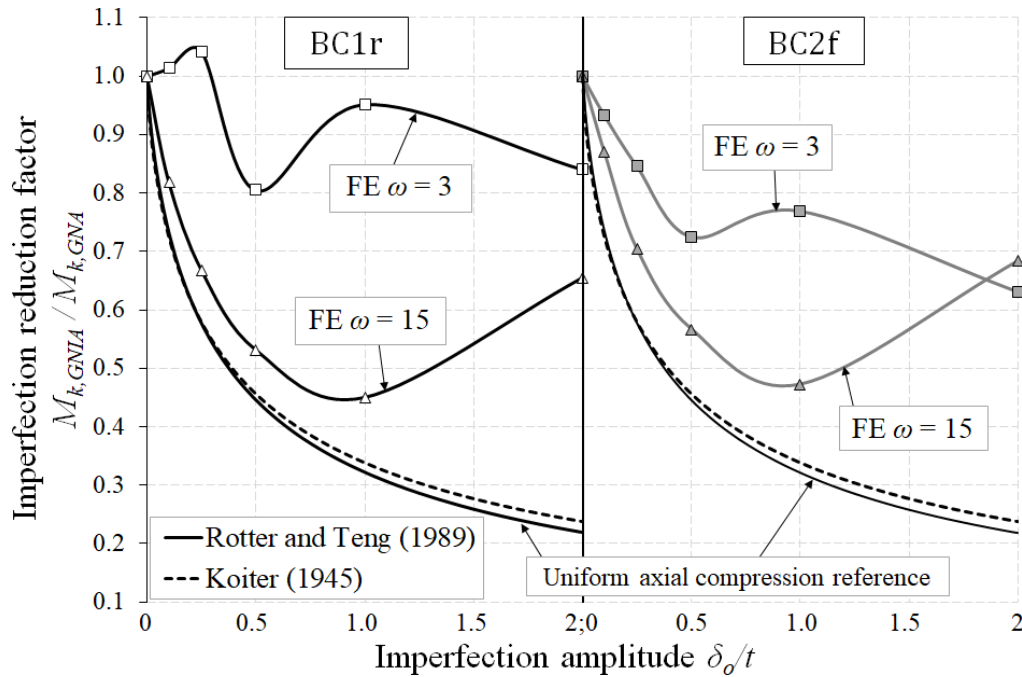 BC1r
BC2f
1.1
1.0
0.9
0.8
0.7
0.6
0.5
0.4
0.3
0.2
0.1
FE ω = 3
FE ω = 3
FE ω = 15
FE ω = 15
Rotter and Teng (1989)
Koiter (1945)
Uniform axial compression reference
0
0.5
1.0
1.5
2;0
0.5
1.0
1.5
2
Imperfection amplitude δₒ/t
Imperfection reduction factor
M_k,GNIA / M_k,GNA